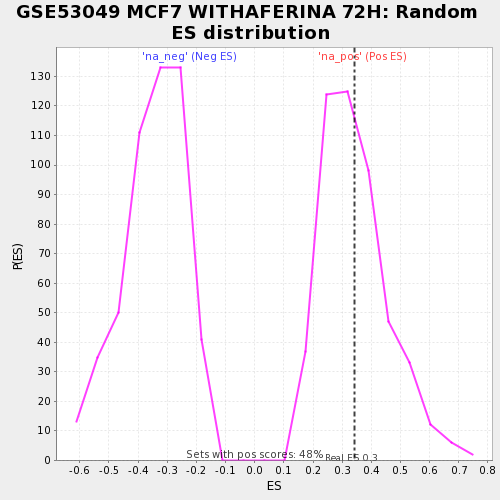 GSE53049 MCF7 WITHAFERINA 72H: Random
ES distribution
'na_neg' (Neg ES)
'na_pos' (Pos ES)
130
120
110
100
90
80
70
60
50
40
30
20
10
0
P(ES)
Sets with pos scores: 48%
Real ES 0.3
-0.6 -0.5 -0.4 -0.3 -0.2 -0.1 0.0 0.1 0.2 0.3 0.4 0.5 0.6 0.7 0.8
ES